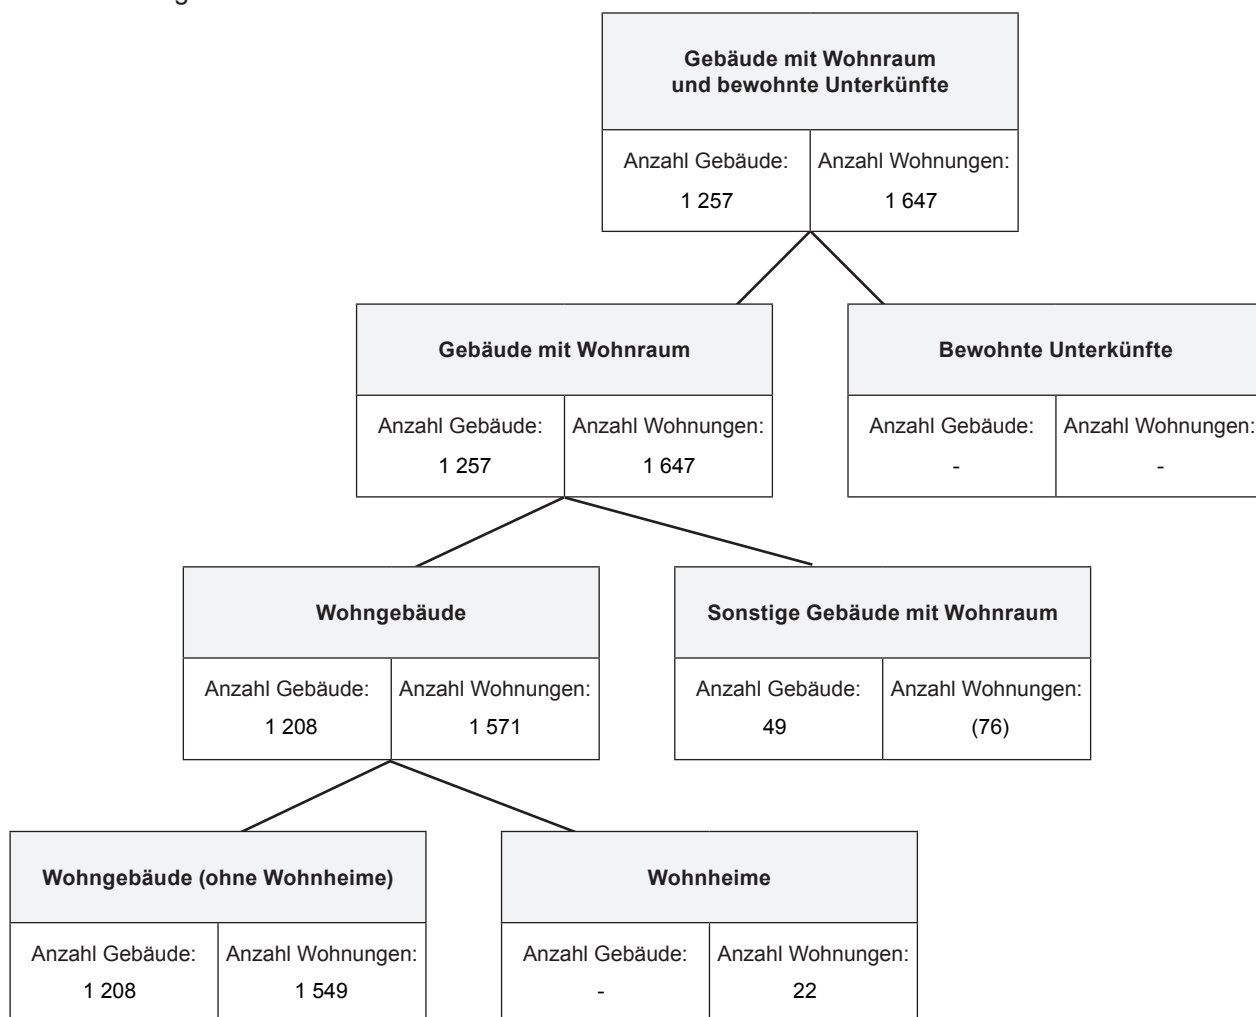 Gebäude mit Wohnraum
und bewohnte Unterkünfte
Anzahl Gebäude: Anzahl Wohnungen:
1 257 1 647
Gebäude mit Wohnraum
Anzahl Gebäude: Anzahl Wohnungen:
1 257 1 647
Bewohnte Unterkünfte
Anzahl Gebäude: Anzahl Wohnungen:
- -
Wohngebäude
Anzahl Gebäude: Anzahl Wohnungen:
1 208 1 571
Sonstige Gebäude mit Wohnraum
Anzahl Gebäude: Anzahl Wohnungen:
49 (76)
Wohngebäude (ohne Wohnheime)
Anzahl Gebäude: Anzahl Wohnungen:
1 208 1 549
Wohnheime
Anzahl Gebäude: Anzahl Wohnungen:
- 22